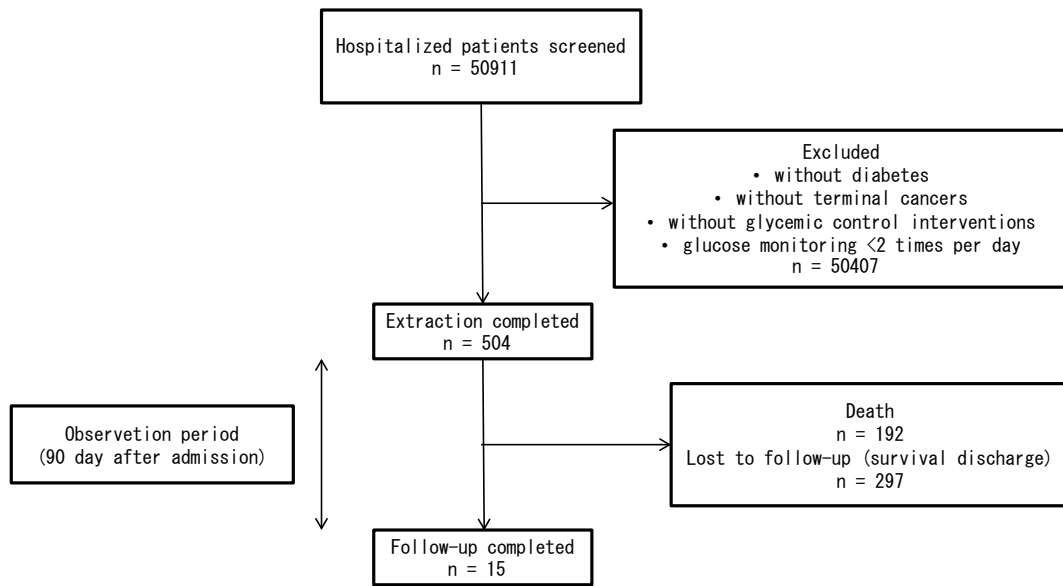 Hospitalized patients screened
n = 50911
Excluded
• without diabetes
• without terminal cancers
• without glycemic control interventions
• glucose monitoring <2 times per day
n = 50407
Extraction completed
n = 504
Observetion period
(90 day after admission)
Death
n = 192
Lost to follow-up (survival discharge)
n = 297
Follow-up completed
n = 15